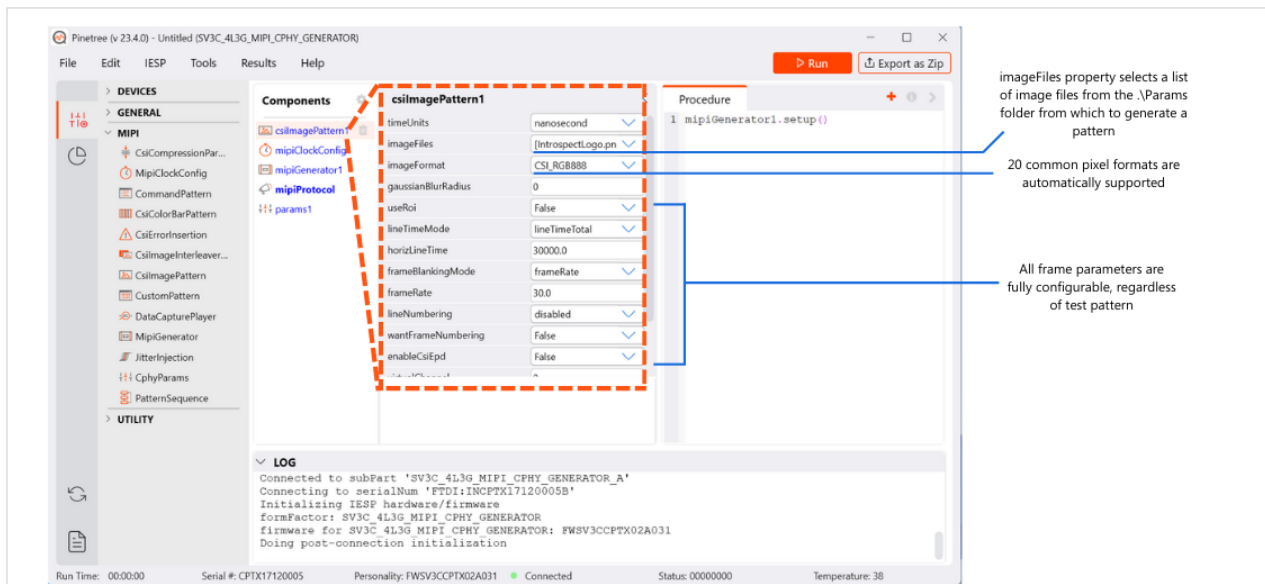 Pinetree (v 23.4.0) - Untitled (SV3C_4L3G_MIPI_CPHY_GENERATOR)
File Edit IESP Tools Results Help
Run
Export as Zip
DEVICES
GENERAL
MIPI
CsiCompressionPar...
MipiClockConfig
CommandPattern
CsiColorBarPattern
CsiErrorInsertion
CsiImageInterleaver...
CsiImagePattern
CustomPattern
DataCapturePlayer
MipiGenerator
JitterInjection
CphyParams
PatternSequence
UTILITY
Components
csiImagePattern1
mipiClockConfig
mipiGenerator1
mipiProtocol
params1
csiImagePattern1
timeUnits nanosecond
imageFiles [IntrospectLogo.pn
imageFormat CSI_RGB888
gaussianBlurRadius 0
useRoi False
lineTimeMode lineTimeTotal
horizLineTime 30000.0
frameBlankingMode frameRate
frameRate 30.0
lineNumbering disabled
wantFrameNumbering False
enableCsiEpd False
Procedure
1 mipiGenerator1.setup()
imageFiles property selects a list
of image files from the .\Params
folder from which to generate a
pattern
20 common pixel formats are
automatically supported
All frame parameters are
fully configurable, regardless
of test pattern
LOG
Connected to subPart 'SV3C_4L3G_MIPI_CPHY_GENERATOR_A'
Connecting to serialNum 'FTDI:INCPTX17120005B'
Initializing IESP hardware/firmware
formFactor: SV3C_4L3G_MIPI_CPHY_GENERATOR
firmware for SV3C_4L3G_MIPI_CPHY_GENERATOR: FWSV3CCPTX02A031
Doing post-connection initialization
Run Time: 00:00:00 Serial #: CPTX17120005 Personality: FWSV3CCPTX02A031 Connected Status: 00000000 Temperature: 38